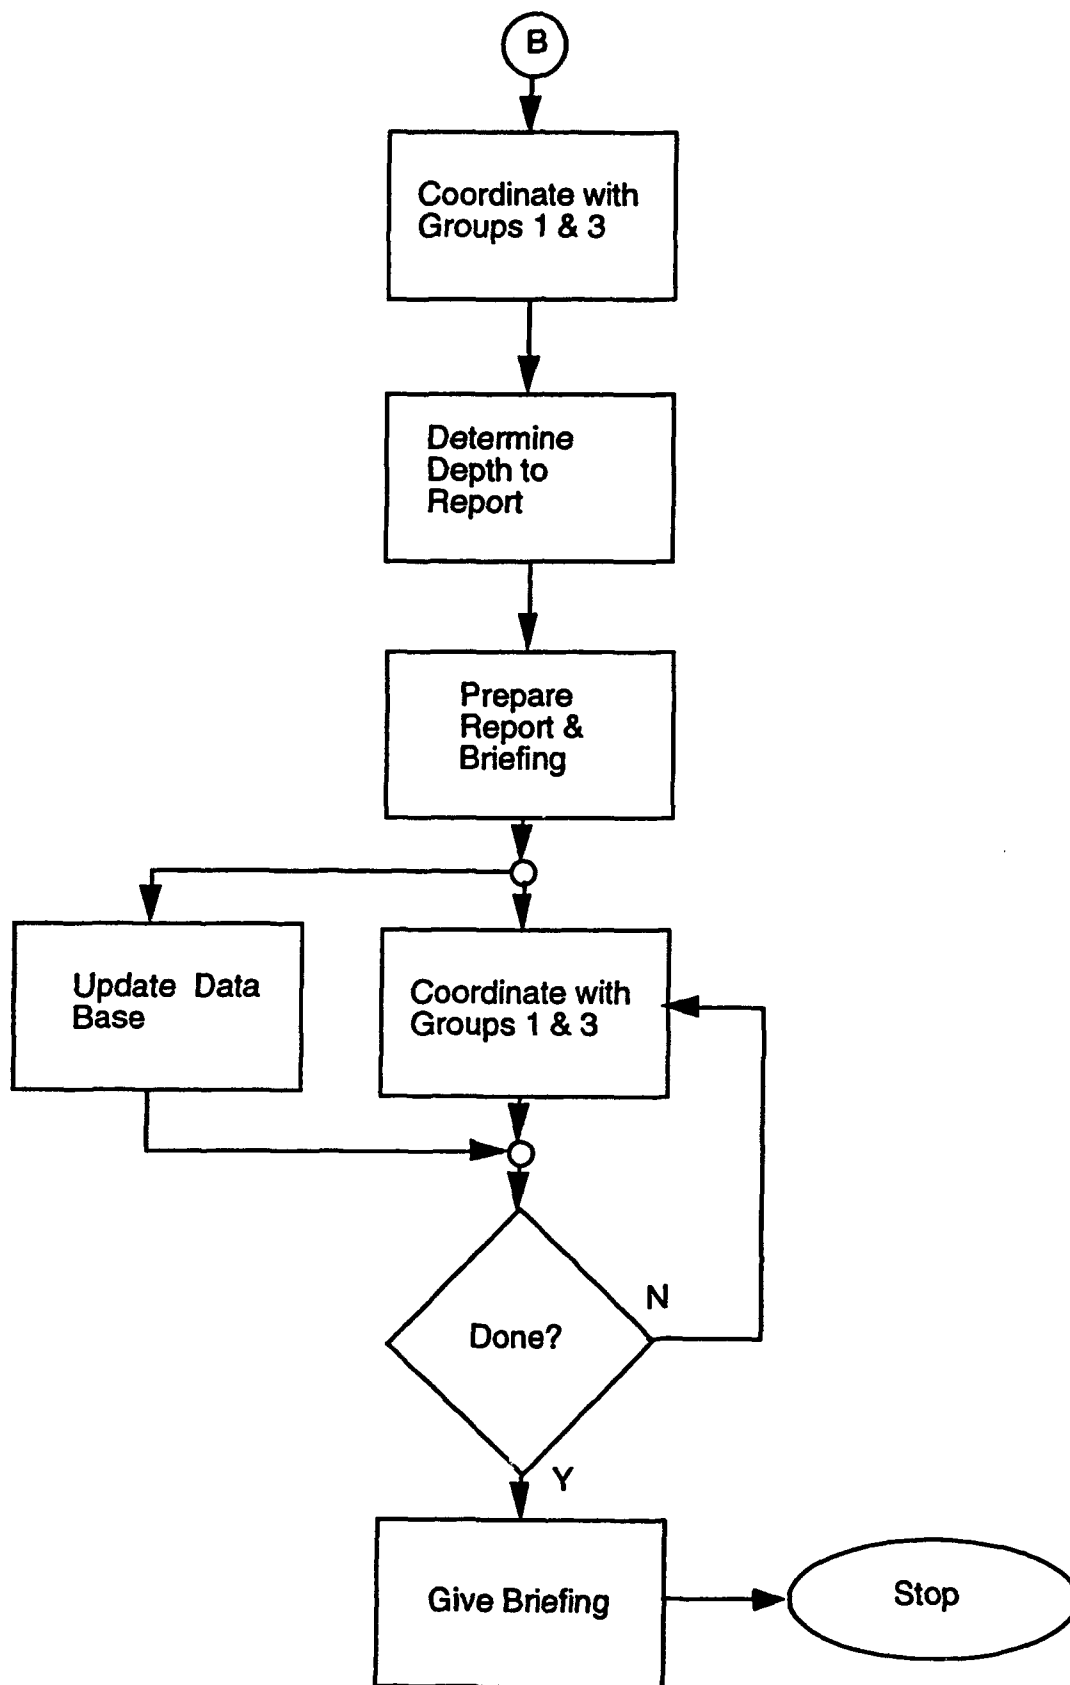 B
Coordinate with
Groups 1 & 3
Determine
Depth to
Report
Prepare
Report &
Briefing
Update Data
Base
Coordinate with
Groups 1 & 3
N
Done?
Y
Give Briefing
Stop